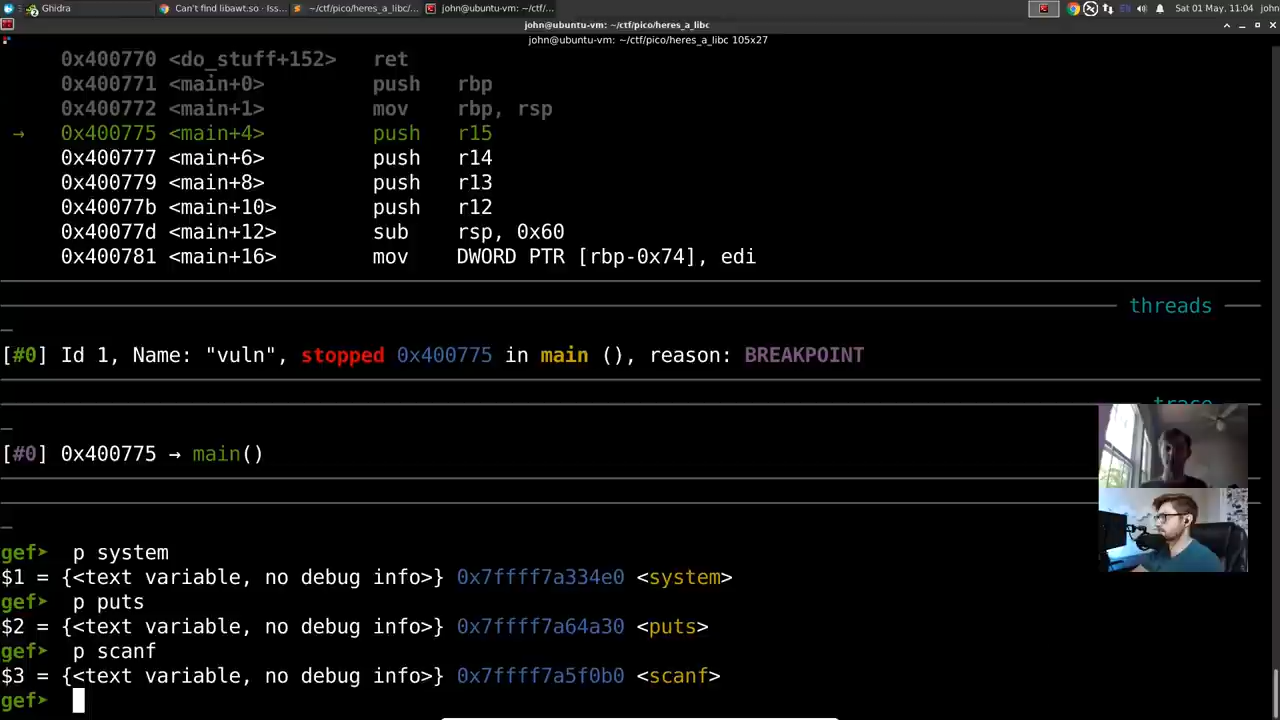 Ghidra
Can't find libawt.so · Iss...
~/ctf/pico/heres_a_libc/...
john@ubuntu-vm: ~/ctf/...
Sat 01 May, 11:04 john
john@ubuntu-vm: ~/ctf/pico/heres_a_libc
john@ubuntu-vm: ~/ctf/pico/heres_a_libc 105x27
0x400770 <do_stuff+152> ret
0x400771 <main+0> push rbp
0x400772 <main+1> mov rbp, rsp
→ 0x400775 <main+4> push r15
0x400777 <main+6> push r14
0x400779 <main+8> push r13
0x40077b <main+10> push r12
0x40077d <main+12> sub rsp, 0x60
0x400781 <main+16> mov DWORD PTR [rbp-0x74], edi
threads
[#0] Id 1, Name: "vuln", stopped 0x400775 in main (), reason: BREAKPOINT
trace
[#0] 0x400775 → main()
gef➤ p system
$1 = {<text variable, no debug info>} 0x7ffff7a334e0 <system>
gef➤ p puts
$2 = {<text variable, no debug info>} 0x7ffff7a64a30 <puts>
gef➤ p scanf
$3 = {<text variable, no debug info>} 0x7ffff7a5f0b0 <scanf>
gef➤